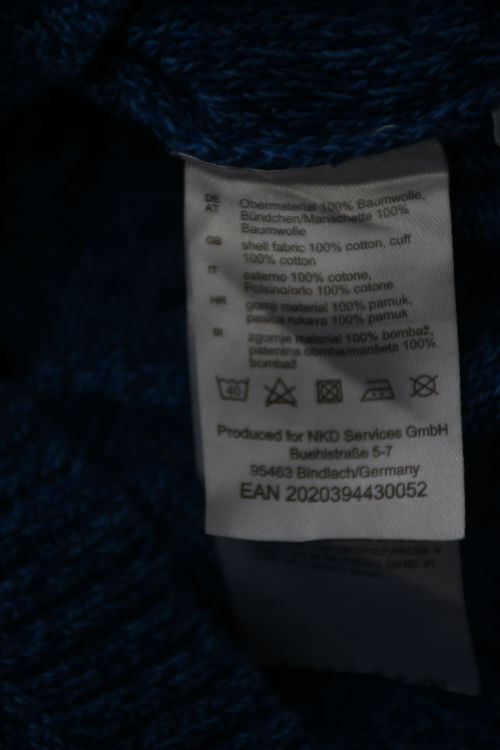 DE AT Obermaterial 100% Baumwolle,
Bündchen/Manschette 100%
Baumwolle
GB shell fabric 100% cotton, cuff
100% cotton
IT esterno 100% cotone,
Polsino/orlo 100% cotone
HR gornji material 100% pamuk,
pasica rukava 100% pamuk
SI zgornje material 100% bombaž,
patentna obroba/manšeta 100%
bombaž
40
Produced for NKD Services GmbH
Buehlstraße 5-7
95463 Bindlach/Germany
EAN 2020394430052
/prati in